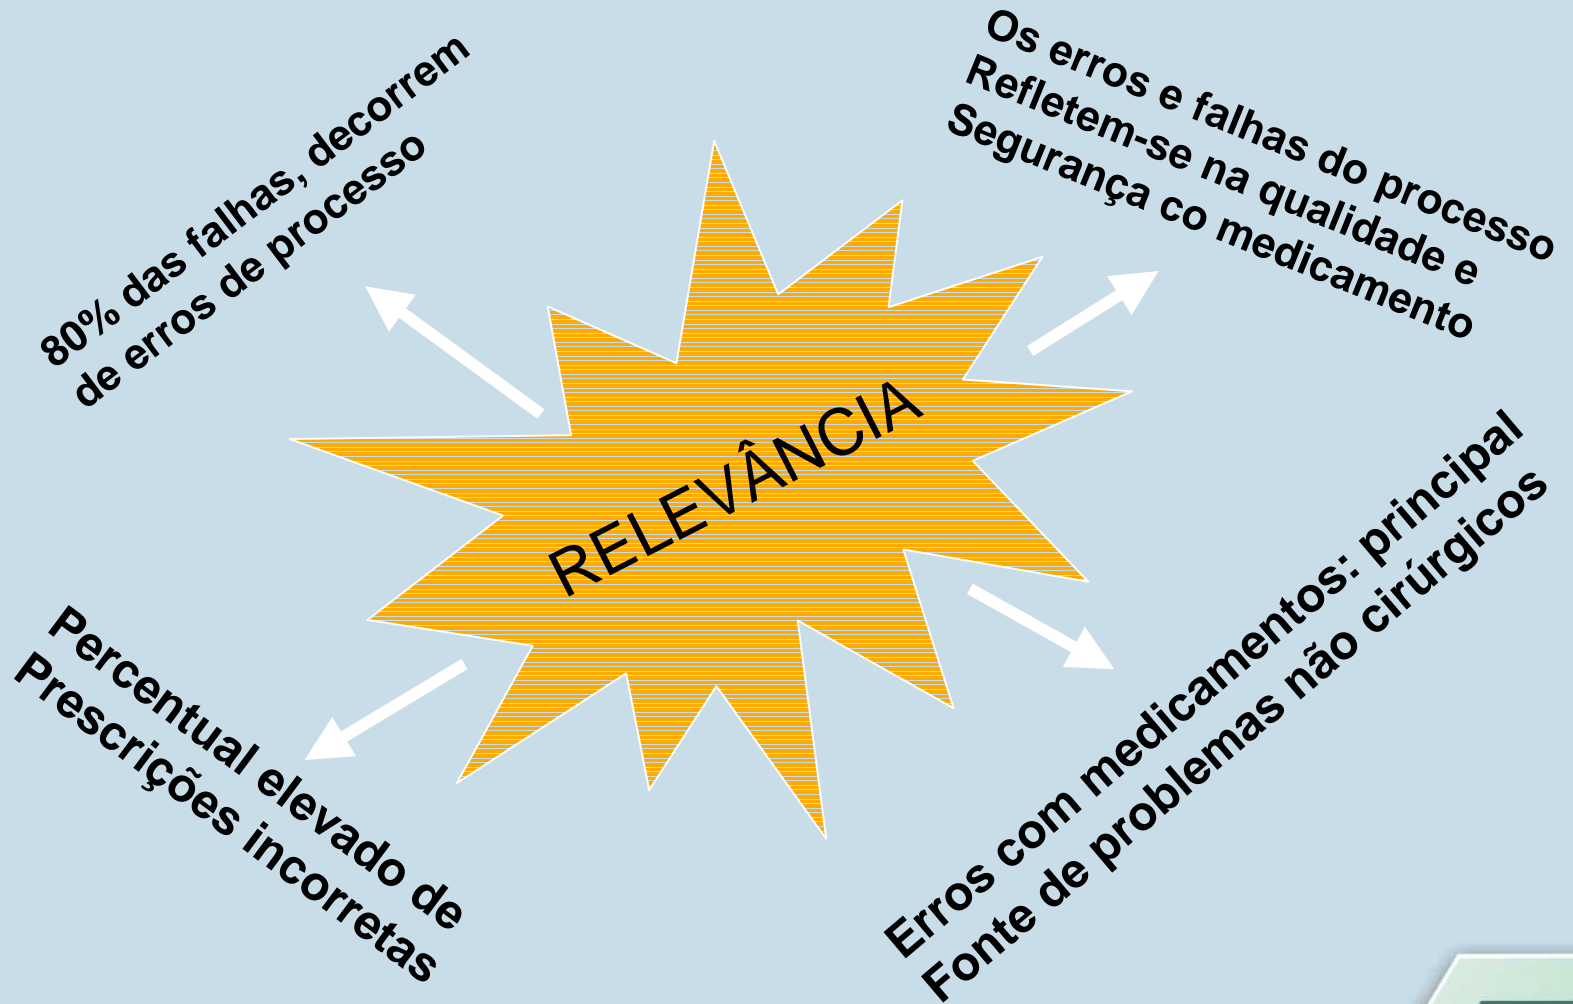 80% das falhas, decorrem
de erros de processo
Os erros e falhas do processo
Refletem-se na qualidade e
Segurança co medicamento
RELEVÂNCIA
Percentual elevado de
Prescrições incorretas
Erros com medicamentos: principal
Fonte de problemas não cirúrgicos